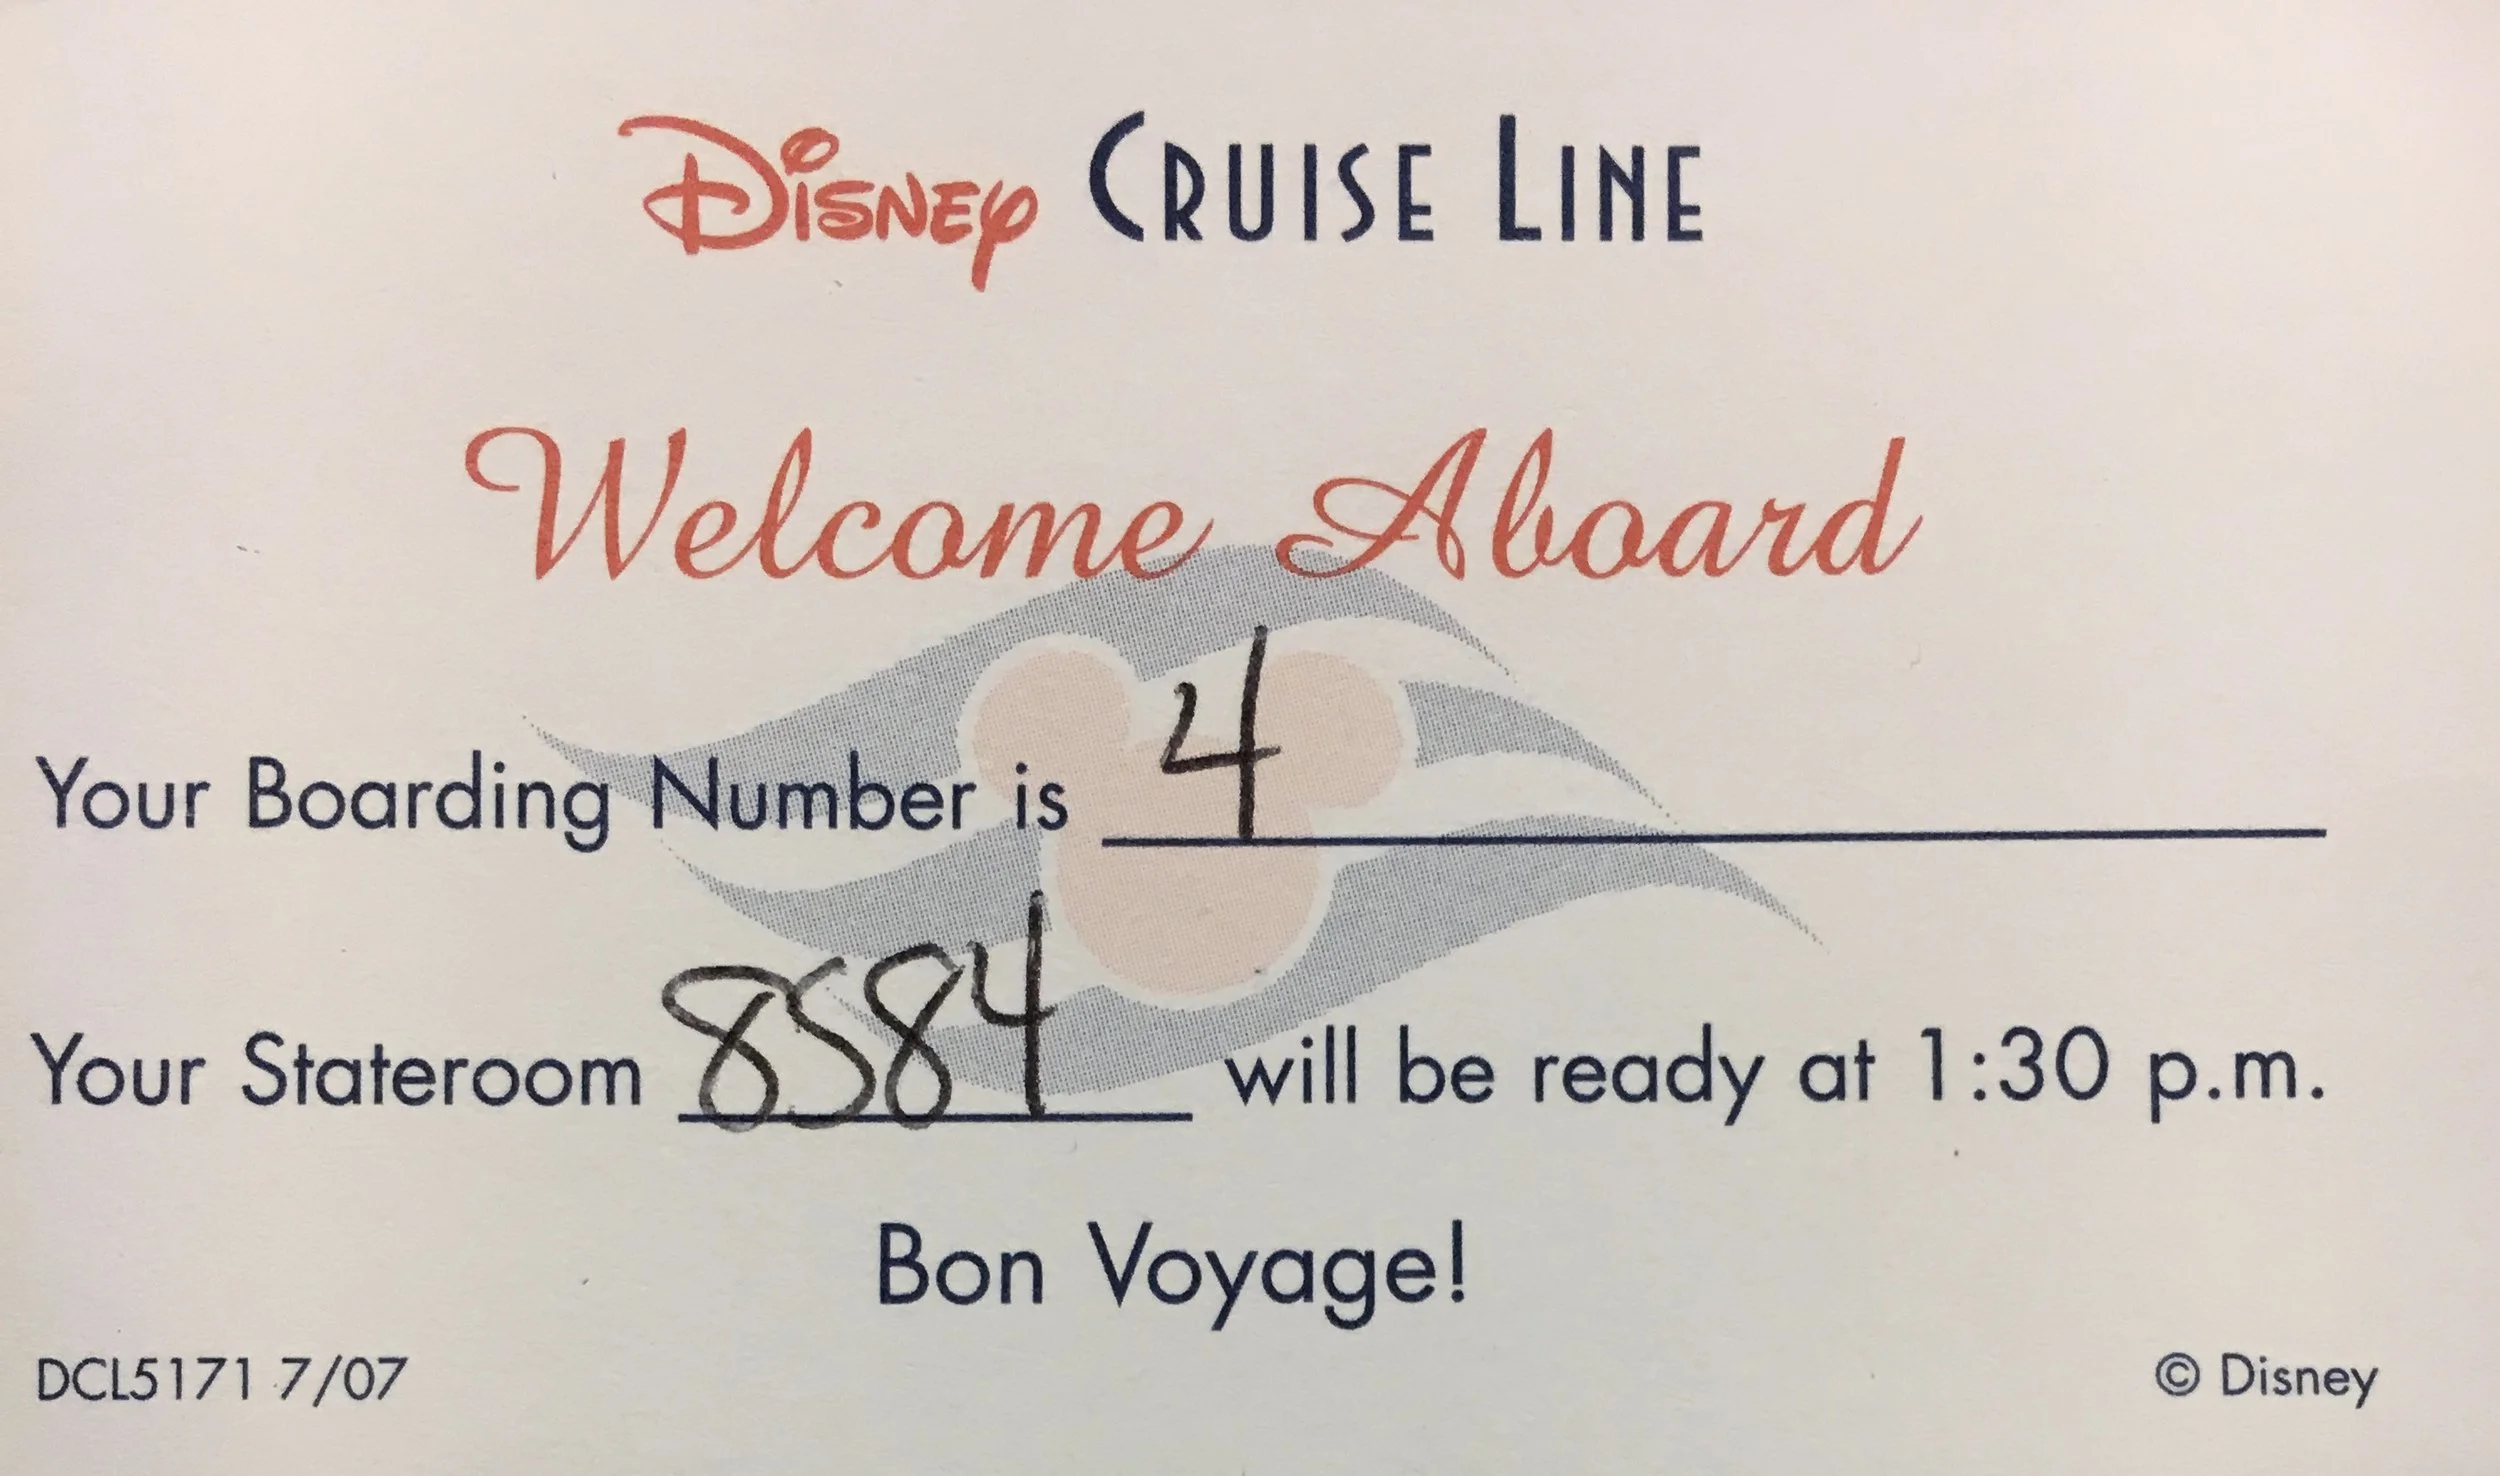 Disney Cruise Line
Welcome Aboard
Your Boarding Number is 4
Your Stateroom 8584 will be ready at 1:30 p.m.
Bon Voyage!
DCL5171 7/07
© Disney